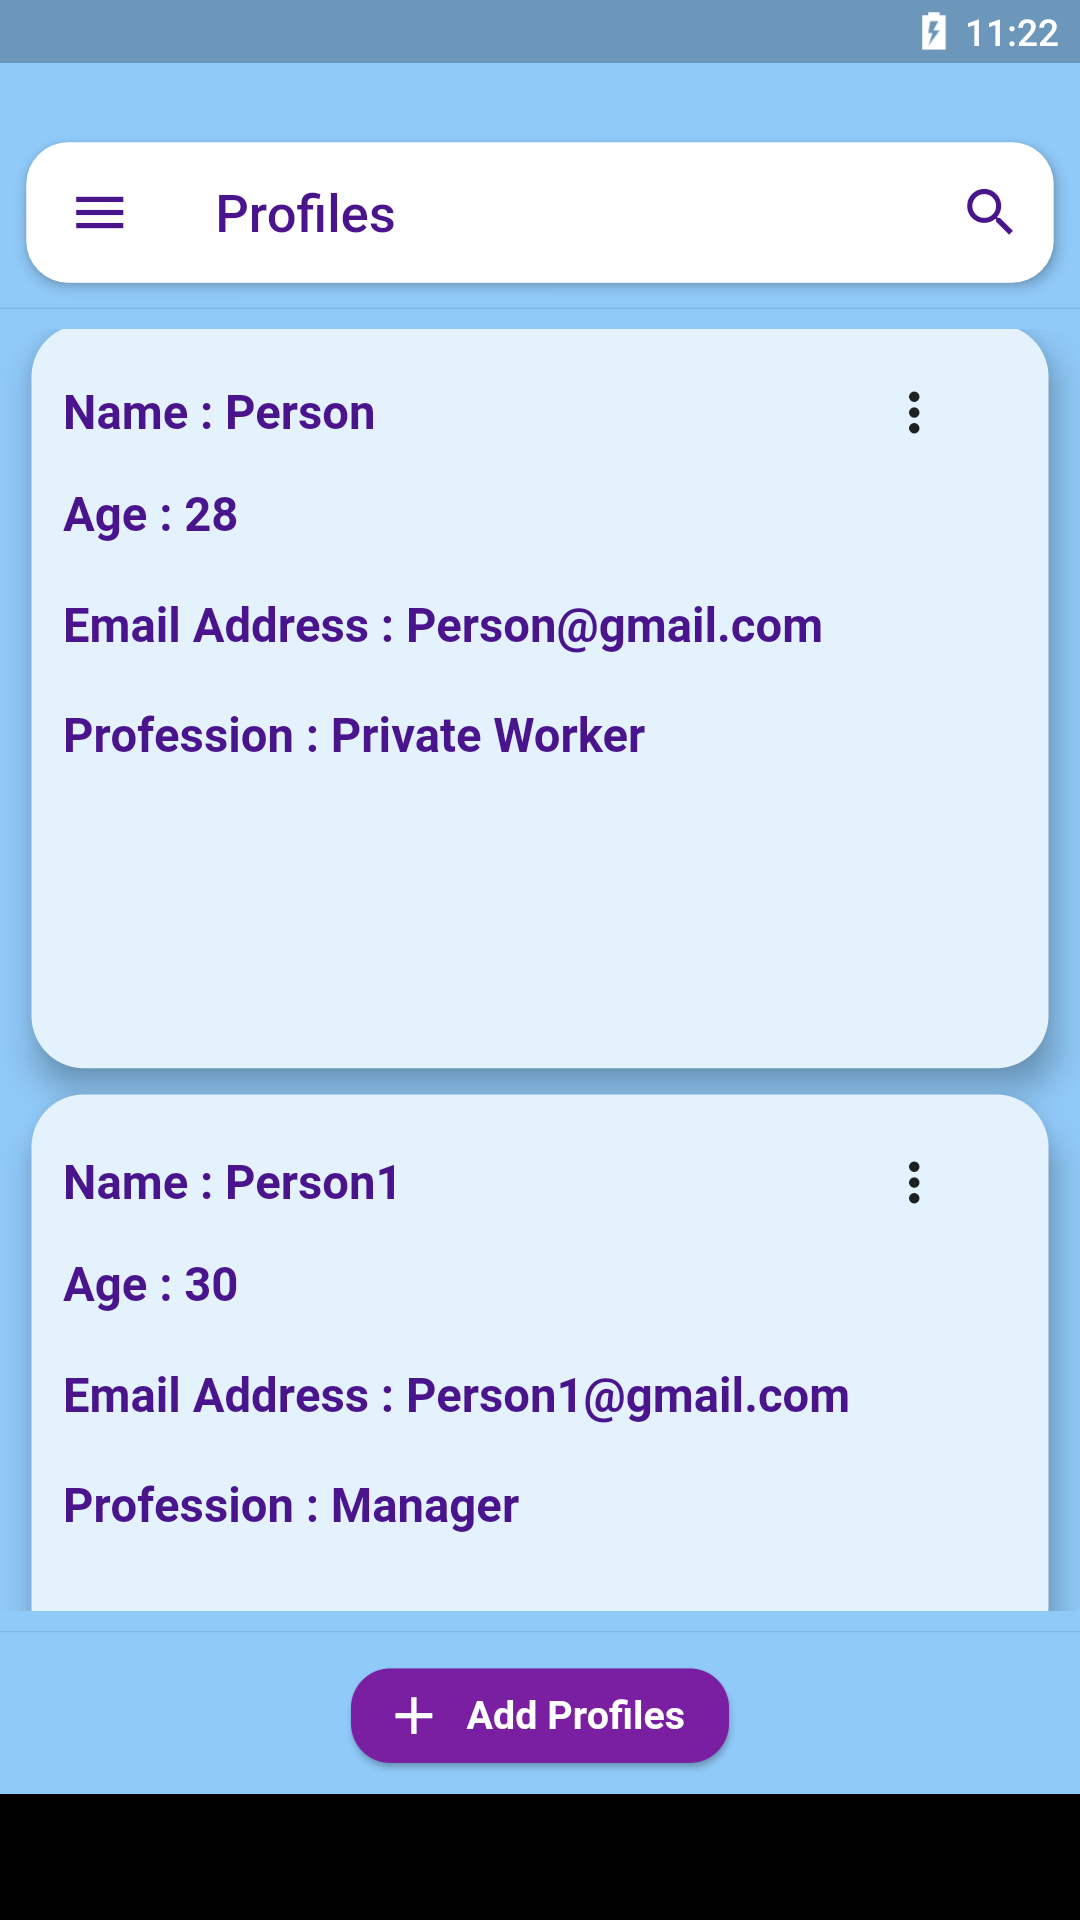 11:22
Profiles
Name : Person
Age : 28
Email Address : Person@gmail.com
Profession : Private Worker
Name : Person1
Age : 30
Email Address : Person1@gmail.com
Profession : Manager
Add Profiles